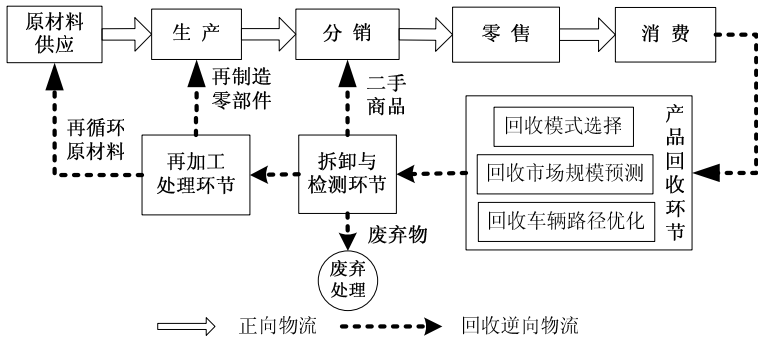 原材料
供应
生产
分销
零售
消费
再制造
零部件
二手
商品
再循环
原材料
再加工
处理环节
拆卸与
检测环节
回收模式选择
回收市场规模预测
回收车辆路径优化
产品回收环节
废弃物
废弃
处理
正向物流
回收逆向物流